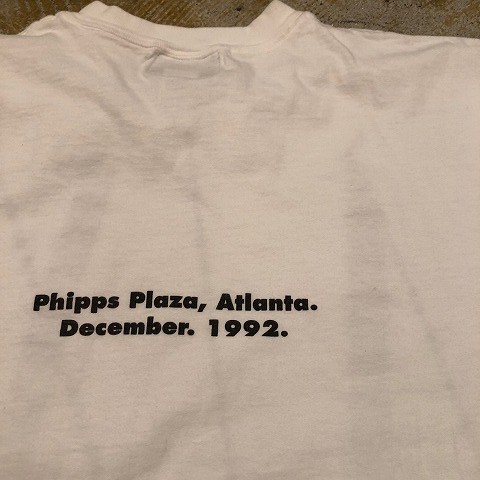 Phipps Plaza, Atlanta.
December. 1992.